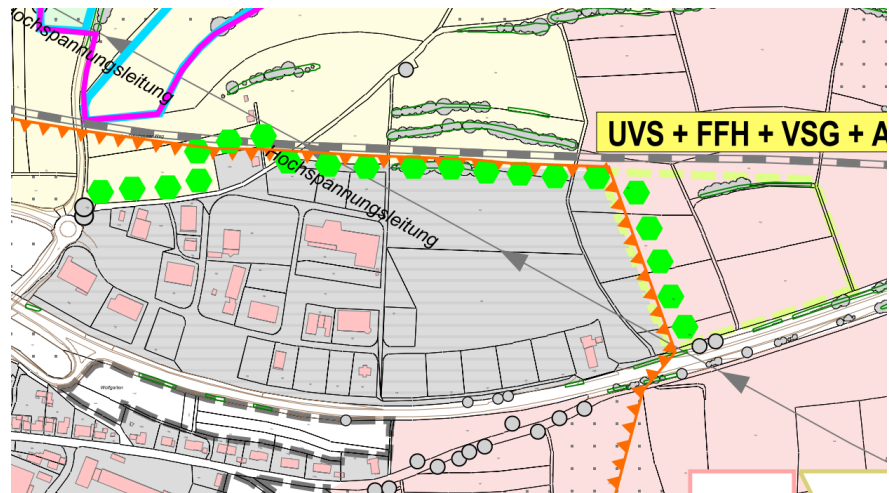 Hochspannungsleitung
UVS + FFH + VSG + A
Hochspannungsleitung
Wolfgalten